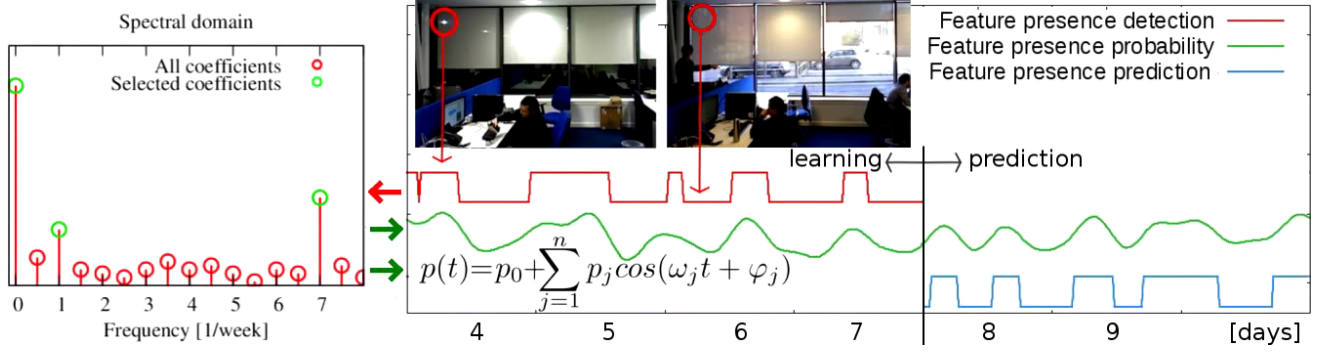 Spectral domain
All coefficients
Selected coefficients
0 1 2 3 4 5 6 7
Frequency [1/week]
Feature presence detection
Feature presence probability
Feature presence prediction
learning prediction
p(t)=p₀+∑ⁿⱼ₌₁ pⱼcos(ωⱼt + φⱼ)
4 5 6 7 8 9 [days]